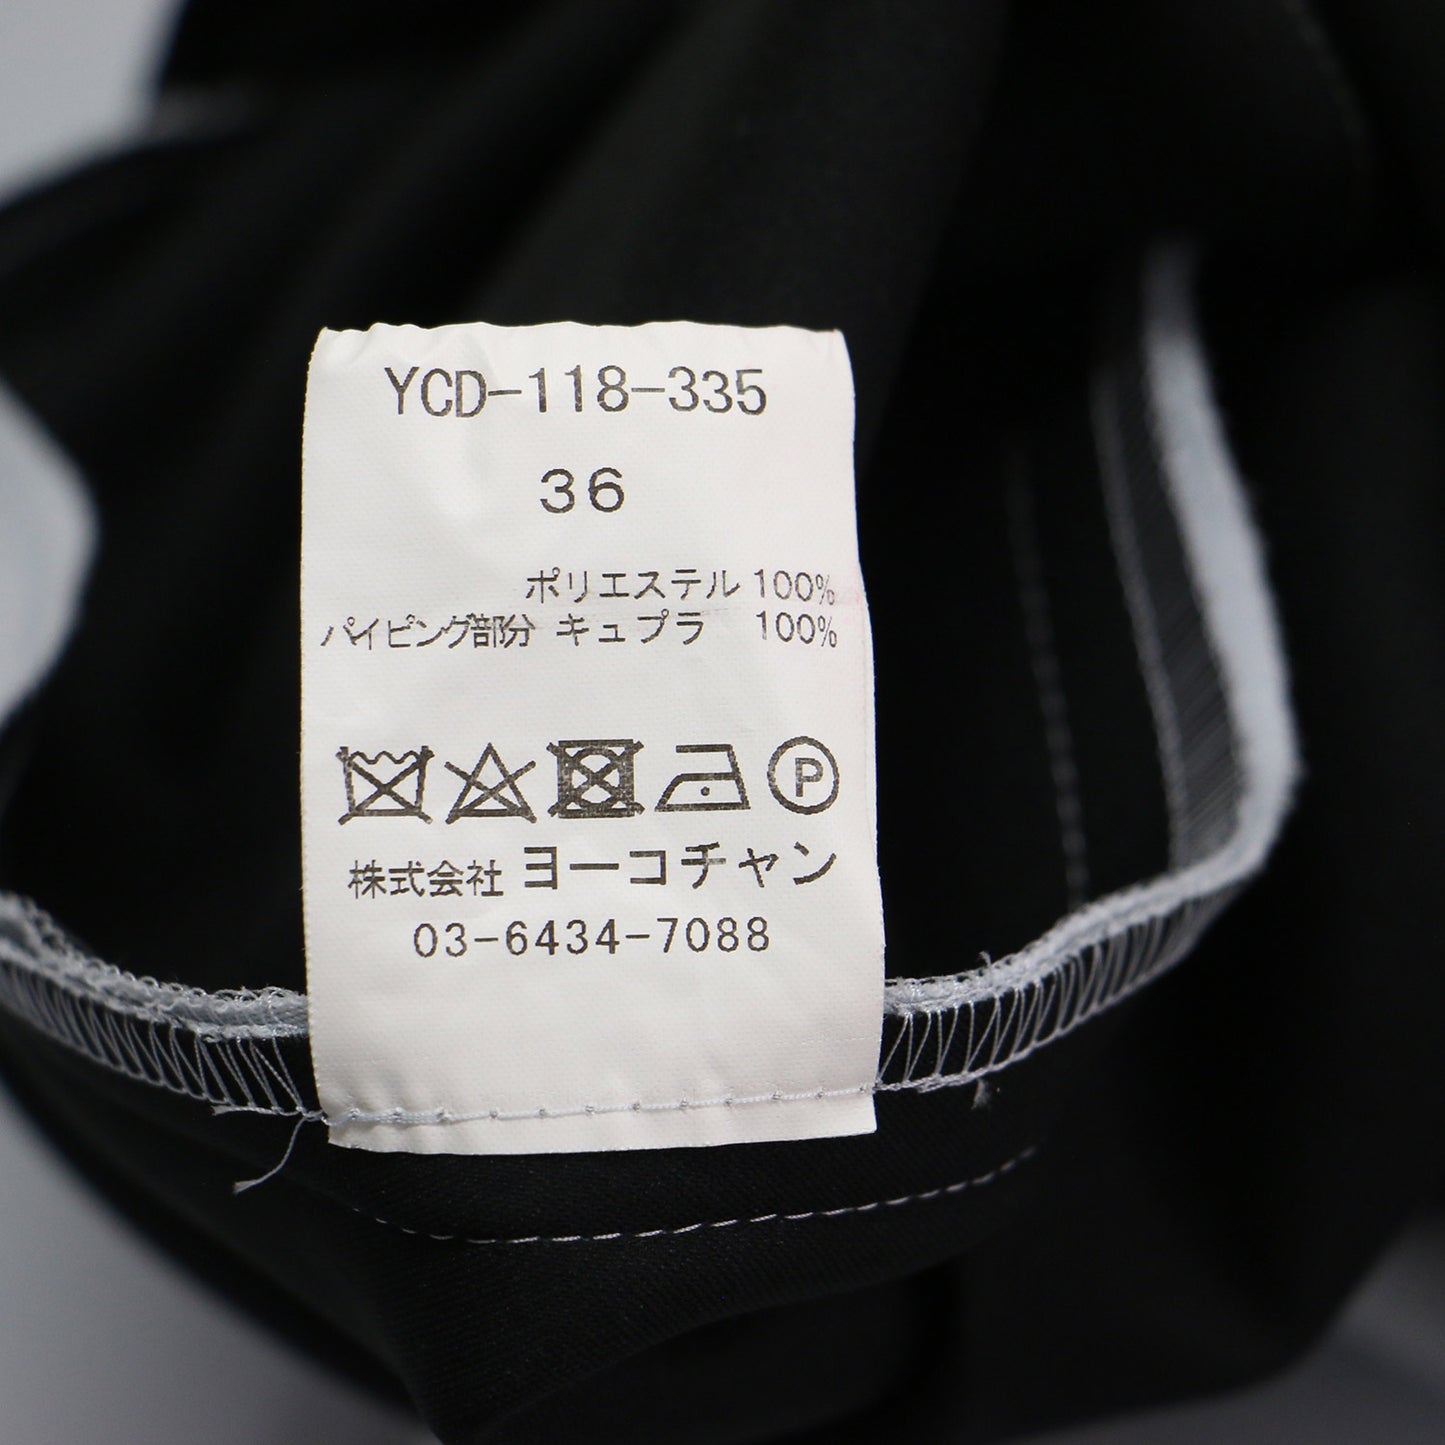 YCD-118-335
36
ポリエステル 100%
パイピング部分 キュプラ 100%
P
株式会社 ヨーコチャン
03-6434-7088